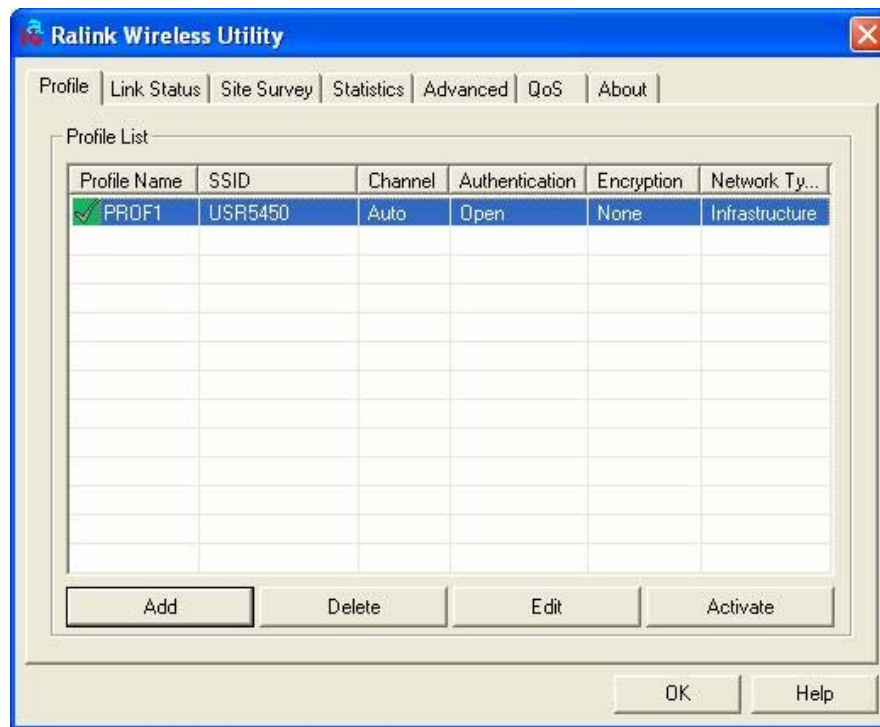 Ralink Wireless Utility
Profile Link Status Site Survey Statistics Advanced QoS About
Profile List
Profile Name SSID Channel Authentication Encryption Network Ty...
PROF1 USR5450 Auto Open None Infrastructure
Add Delete Edit Activate
OK Help